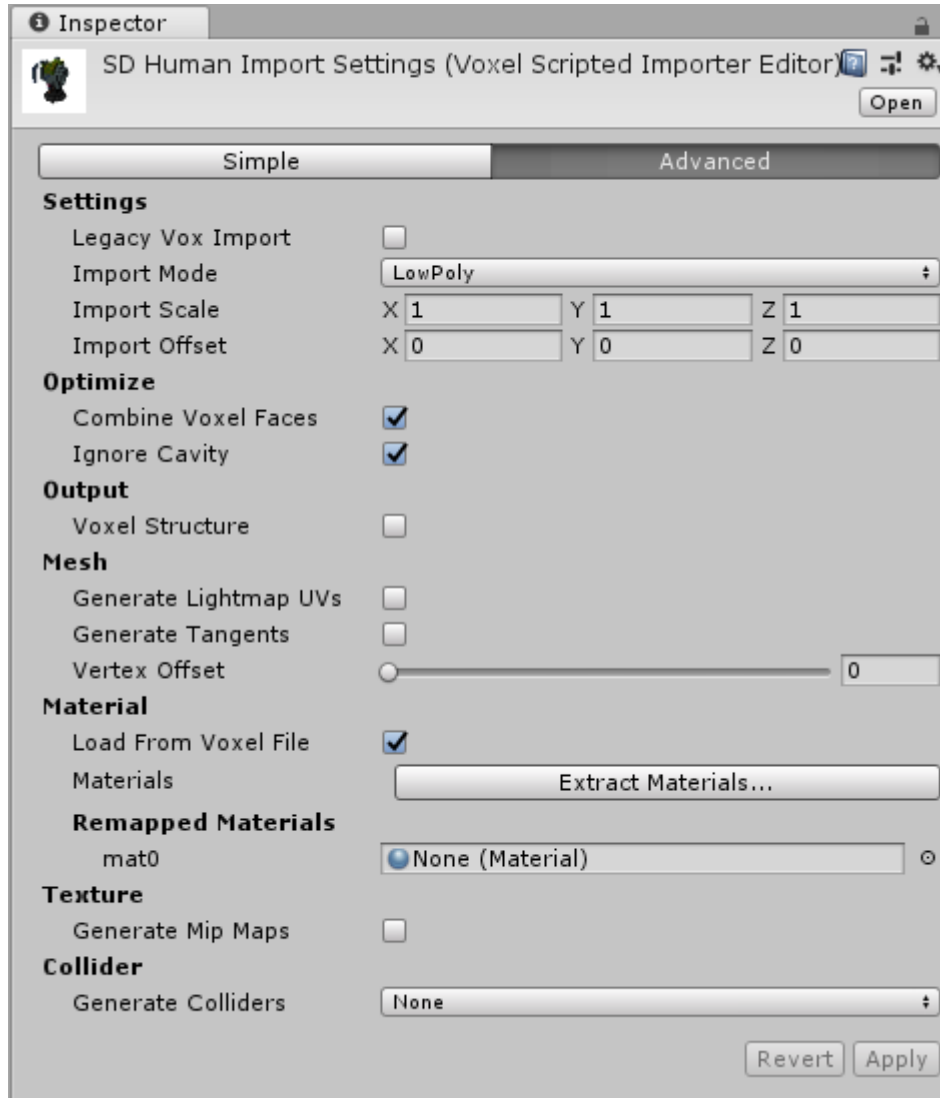 Inspector
SD Human Import Settings (Voxel Scripted Importer Editor)
Open
Simple Advanced
Settings
Legacy Vox Import
Import Mode LowPoly
Import Scale X 1 Y 1 Z 1
Import Offset X 0 Y 0 Z 0
Optimize
Combine Voxel Faces
Ignore Cavity
Output
Voxel Structure
Mesh
Generate Lightmap UVs
Generate Tangents
Vertex Offset 0
Material
Load From Voxel File
Materials Extract Materials...
Remapped Materials
mat0 None (Material)
Texture
Generate Mip Maps
Collider
Generate Colliders None
Revert Apply